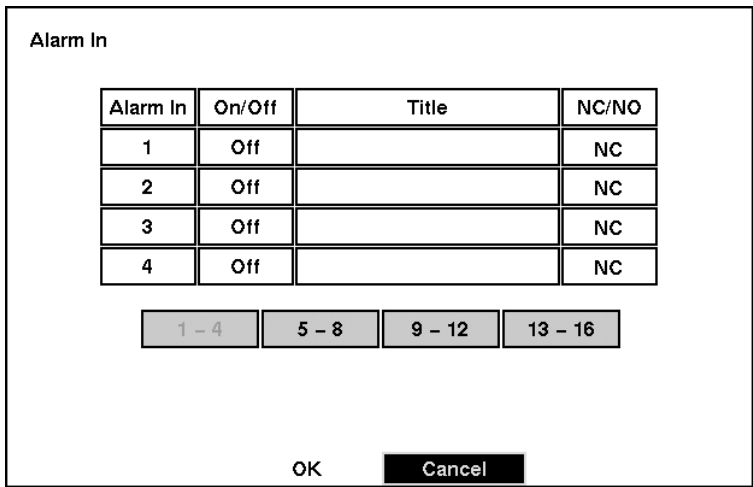 Alarm In
Alarm In On/Off Title NC/NO
1 Off NC
2 Off NC
3 Off NC
4 Off NC
1 – 4 5 – 8 9 – 12 13 – 16
OK Cancel